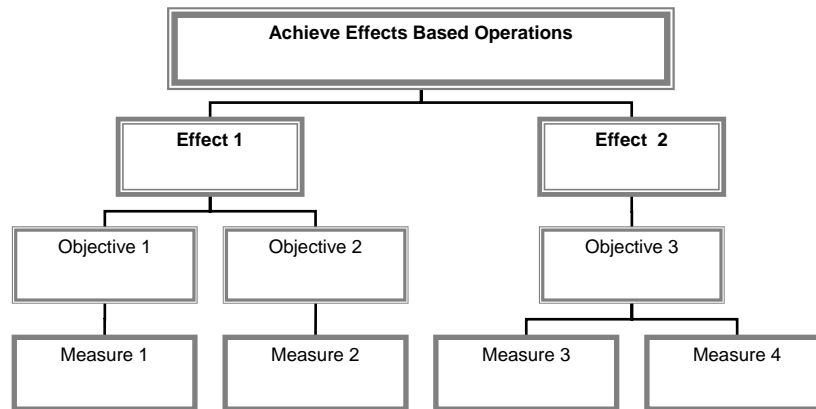 Achieve Effects Based Operations
Effect 1
Effect 2
Objective 1
Objective 2
Objective 3
Measure 1
Measure 2
Measure 3
Measure 4